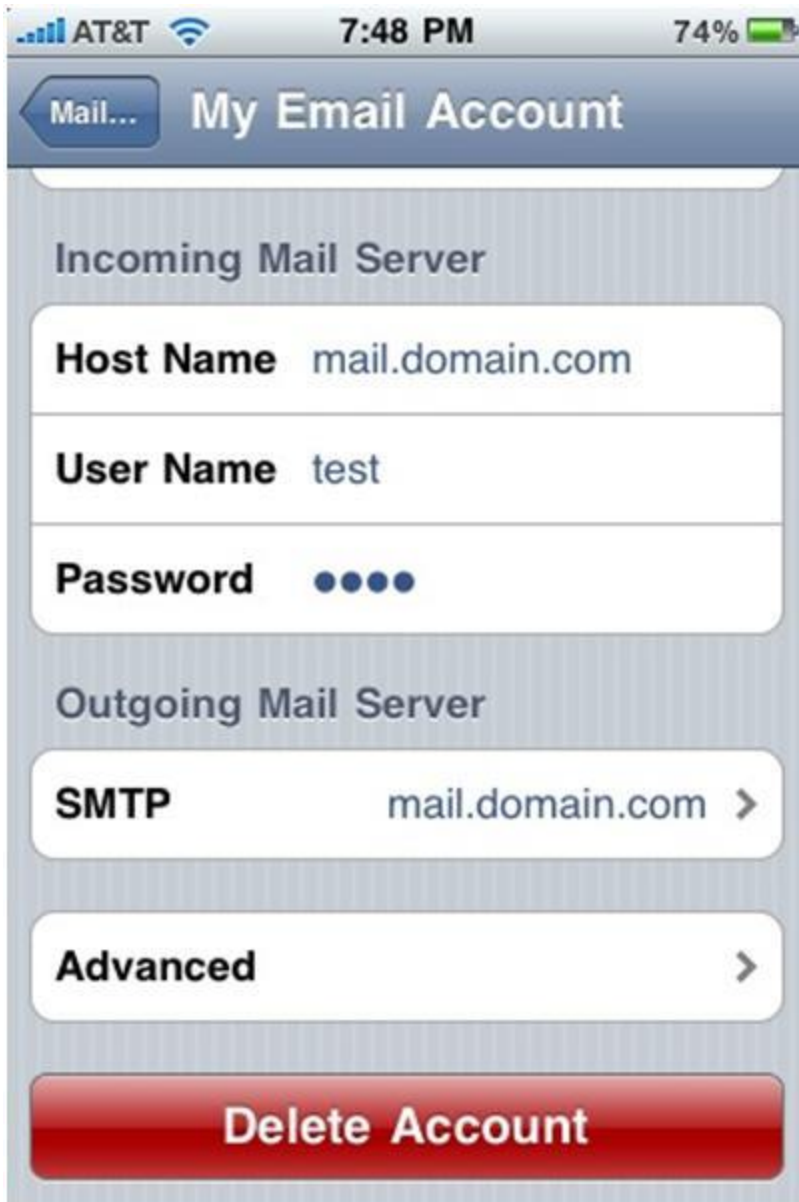 AT&T 7:48 PM 74%
Mail... My Email Account
Incoming Mail Server
Host Name mail.domain.com
User Name test
Password ••••
Outgoing Mail Server
SMTP mail.domain.com
Advanced
Delete Account